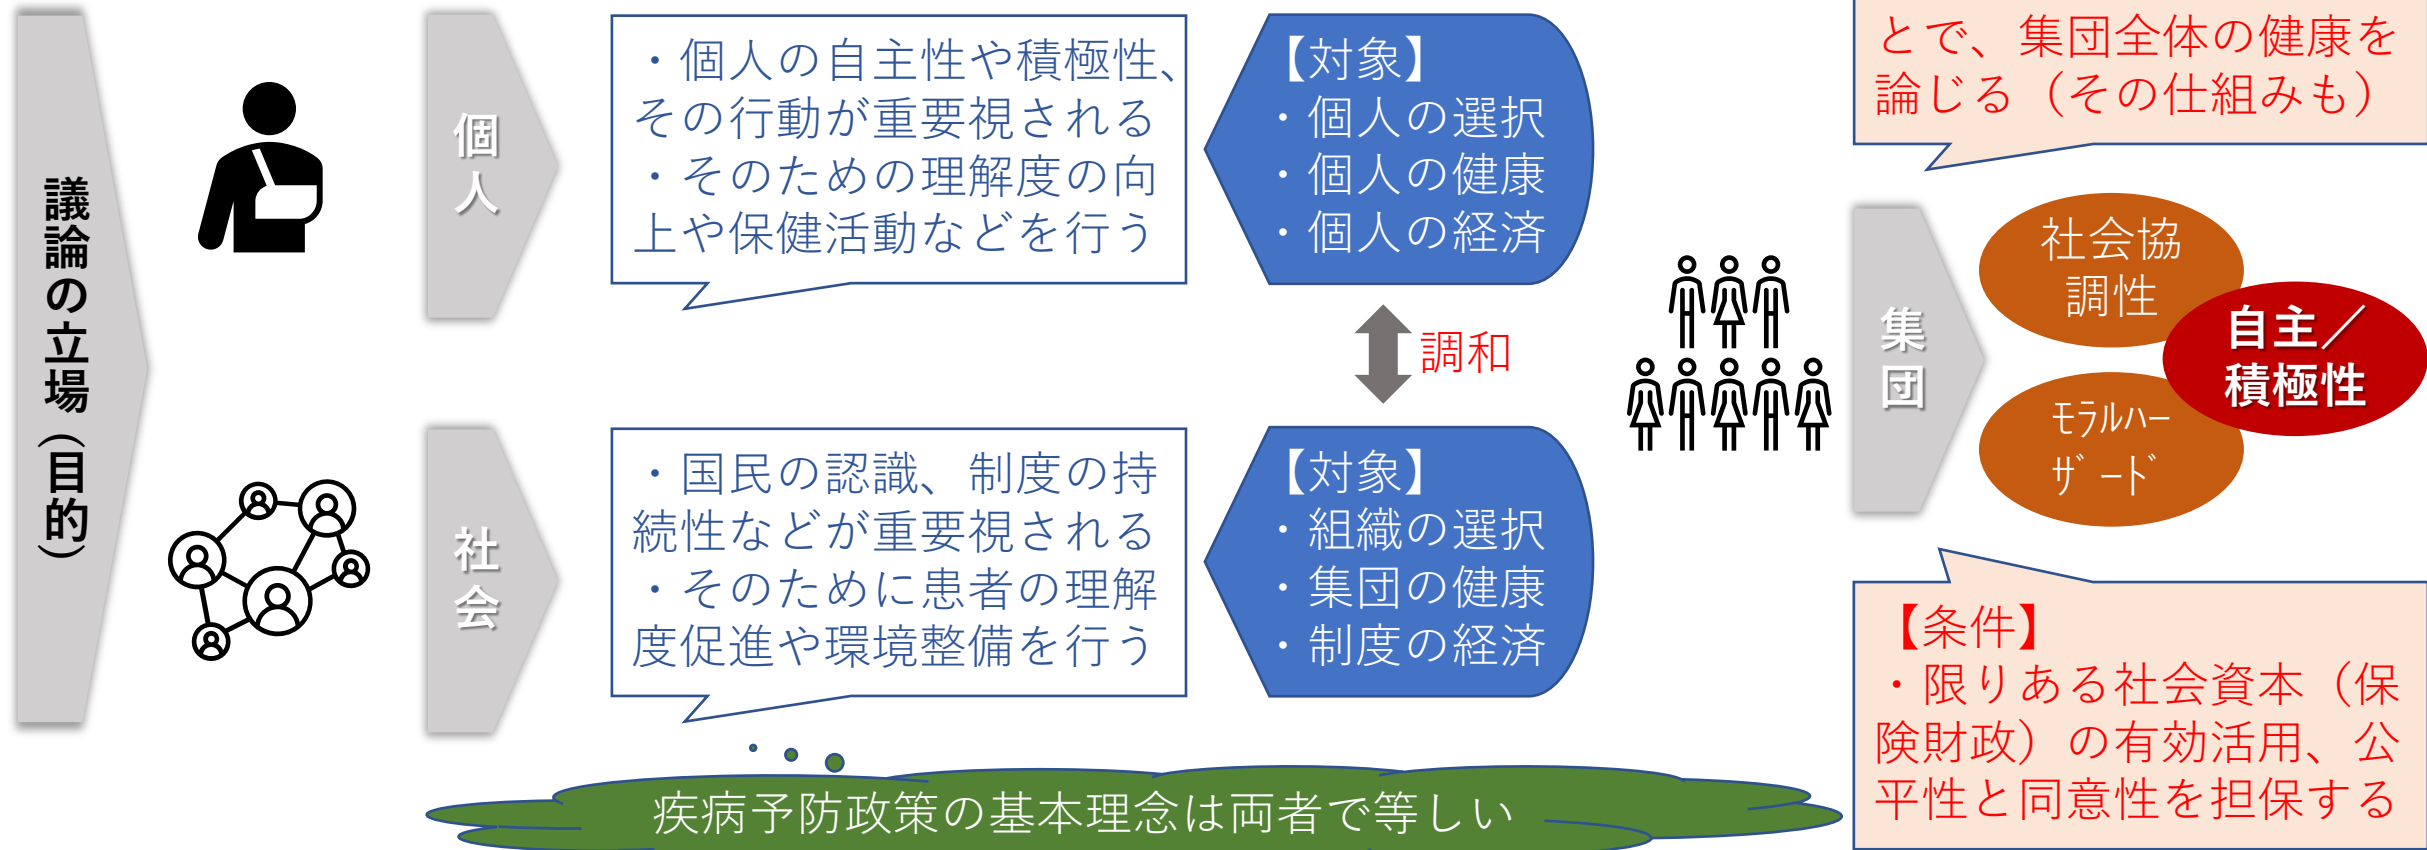 議論の立場(目的)
個人
・個人の自主性や積極性、
その行動が重要視される
・そのための理解度の向
上や保健活動などを行う
【対象】
・個人の選択
・個人の健康
・個人の経済
調和
社会
・国民の認識、制度の持
続性などが重要視される
・そのために患者の理解
度促進や環境整備を行う
【対象】
・組織の選択
・集団の健康
・制度の経済
疾病予防政策の基本理念は両者で等しい
とで、集団全体の健康を
論じる（その仕組みも）
集団
社会協
調性
自主／
積極性
ﾓﾗﾙﾊｰ
ｻﾞｰﾄﾞ
【条件】
・限りある社会資本（保
険財政）の有効活用、公
平性と同意性を担保する